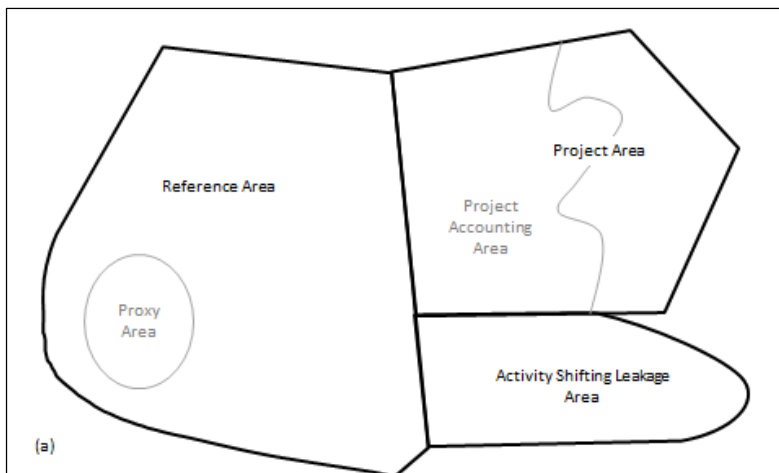 Project Area
Reference Area
Project
Accounting
Area
Proxy
Area
Activity Shifting Leakage
Area
(a)